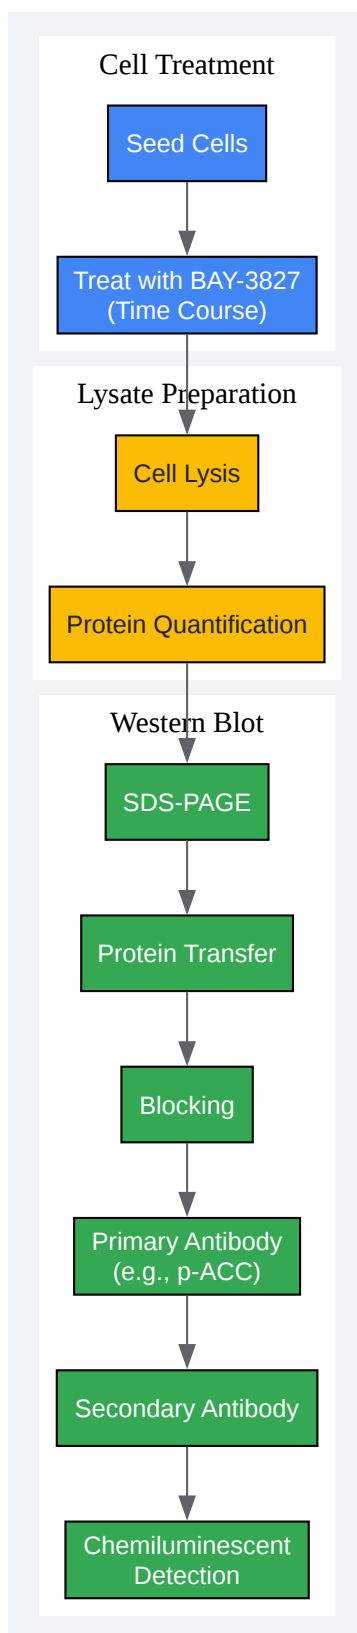 Cell Treatment
Seed Cells
Treat with BAY-3827
(Time Course)
Lysate Preparation
Cell Lysis
Protein Quantification
Western Blot
SDS-PAGE
Protein Transfer
Blocking
Primary Antibody
(e.g., p-ACC)
Secondary Antibody
Chemiluminescent
Detection